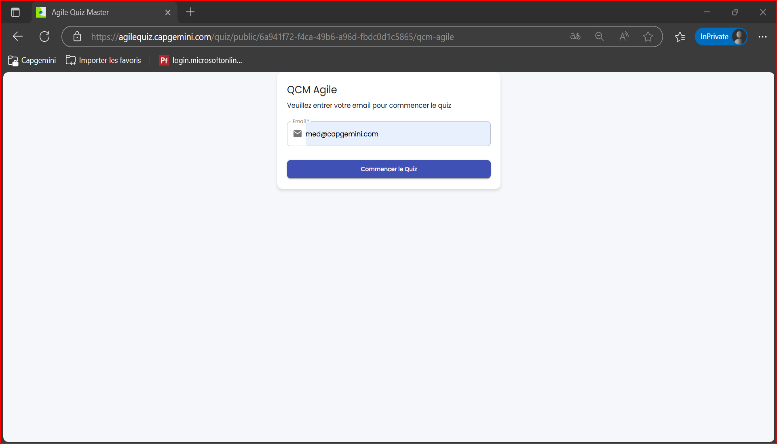 Agile Quiz Master
https://agilequiz.capgemini.com/quiz/public/6a941f72-f4ca-49b6-a96d-fbdc0d1c5865/qcm-agile
InPrivate
Capgemini
Importer les favoris
login.microsoftonlin...
QCM Agile
Veuillez entrer votre email pour commencer le quiz
Email *
med@capgemini.com
Commencer le Quiz